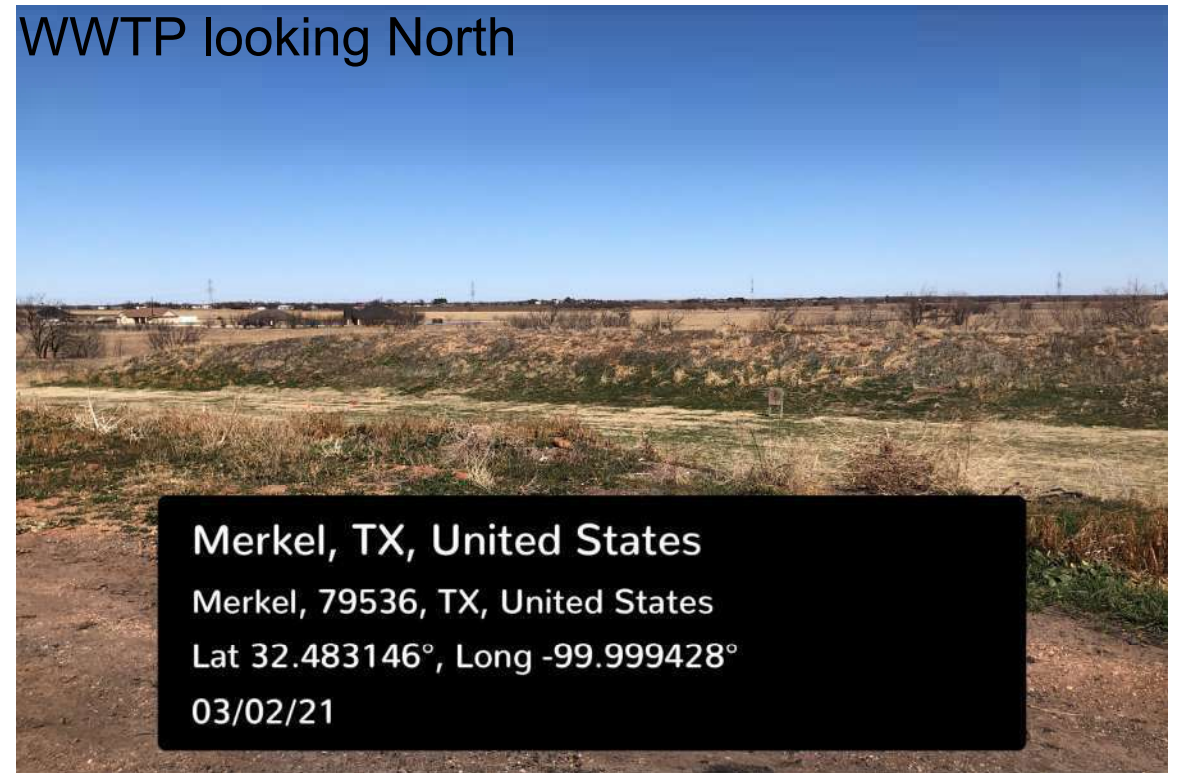 WWTP looking North
Merkel, TX, United States
Merkel, 79536, TX, United States
Lat 32.483146°, Long -99.999428°
03/02/21